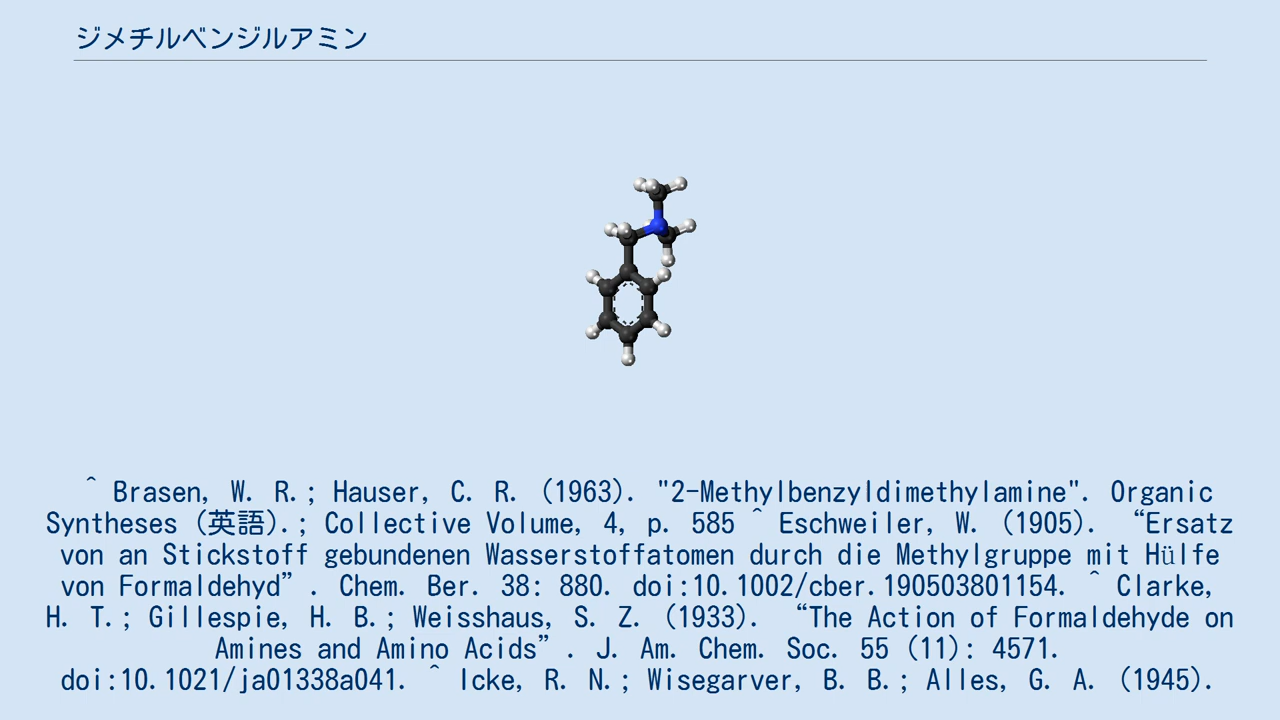 ジメチルベンジルアミン
^ Brasen, W. R.; Hauser, C. R. (1963). "2-Methylbenzyldimethylamine". Organic
Syntheses (英語).; Collective Volume, 4, p. 585 ^ Eschweiler, W. (1905). “Ersatz
von an Stickstoff gebundenen Wasserstoffatomen durch die Methylgruppe mit Hülfe
von Formaldehyd”. Chem. Ber. 38: 880. doi:10.1002/cber.190503801154. ^ Clarke,
H. T.; Gillespie, H. B.; Weisshaus, S. Z. (1933). “The Action of Formaldehyde on
Amines and Amino Acids”. J. Am. Chem. Soc. 55 (11): 4571.
doi:10.1021/ja01338a041. ^ Icke, R. N.; Wisegarver, B. B.; Alles, G. A. (1945).